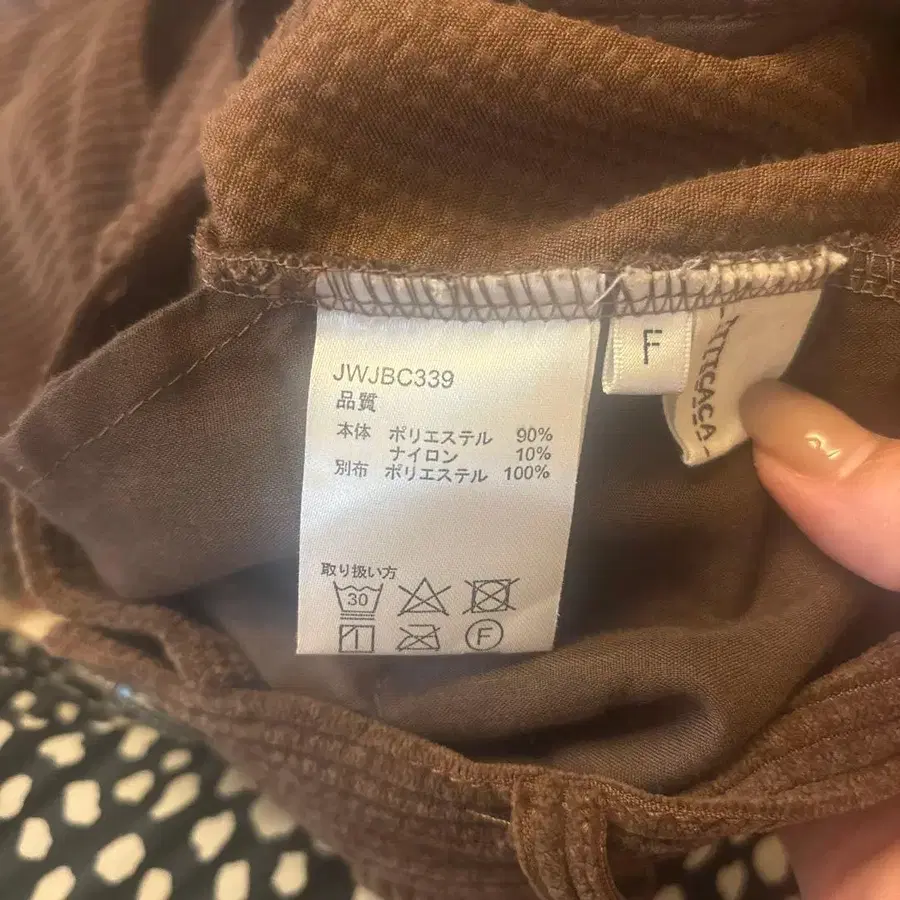 JWJBC339
品質
本体 ポリエステル 90%
ナイロン 10%
別布 ポリエステル 100%
取り扱い方
30
F
F